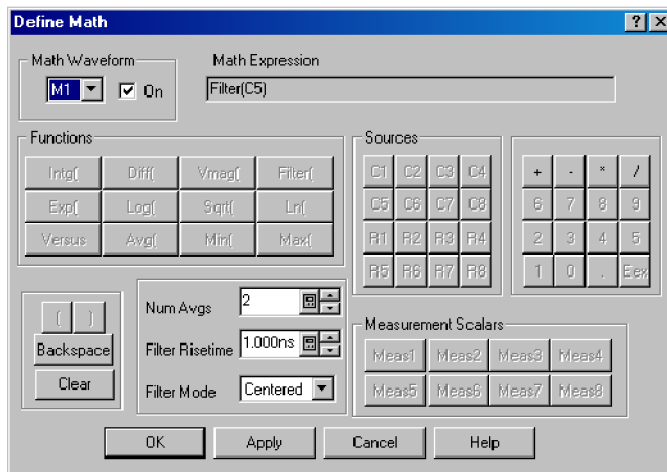 Define Math
Math Waveform
M1
On
Math Expression
Filter(C5)
Functions
Intg( Diff( Vmag( Filter(
Exp( Log( Sqrt( Ln(
Versus Avg( Min( Max(
Sources
C1 C2 C3 C4
C5 C6 C7 C8
R1 R2 R3 R4
R5 R6 R7 R8
+ - * /
6 7 8 9
2 3 4 5
1 0 . Eex
( )
Backspace
Clear
Num Avgs 2
Filter Risetime 1.000ns
Filter Mode Centered
Measurement Scalars
Meas1 Meas2 Meas3 Meas4
Meas5 Meas6 Meas7 Meas8
OK Apply Cancel Help